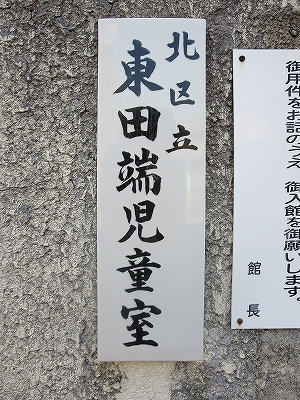 北区立
東田端児童室
御用件をお話のうえ 御入館を御願いします。
館長